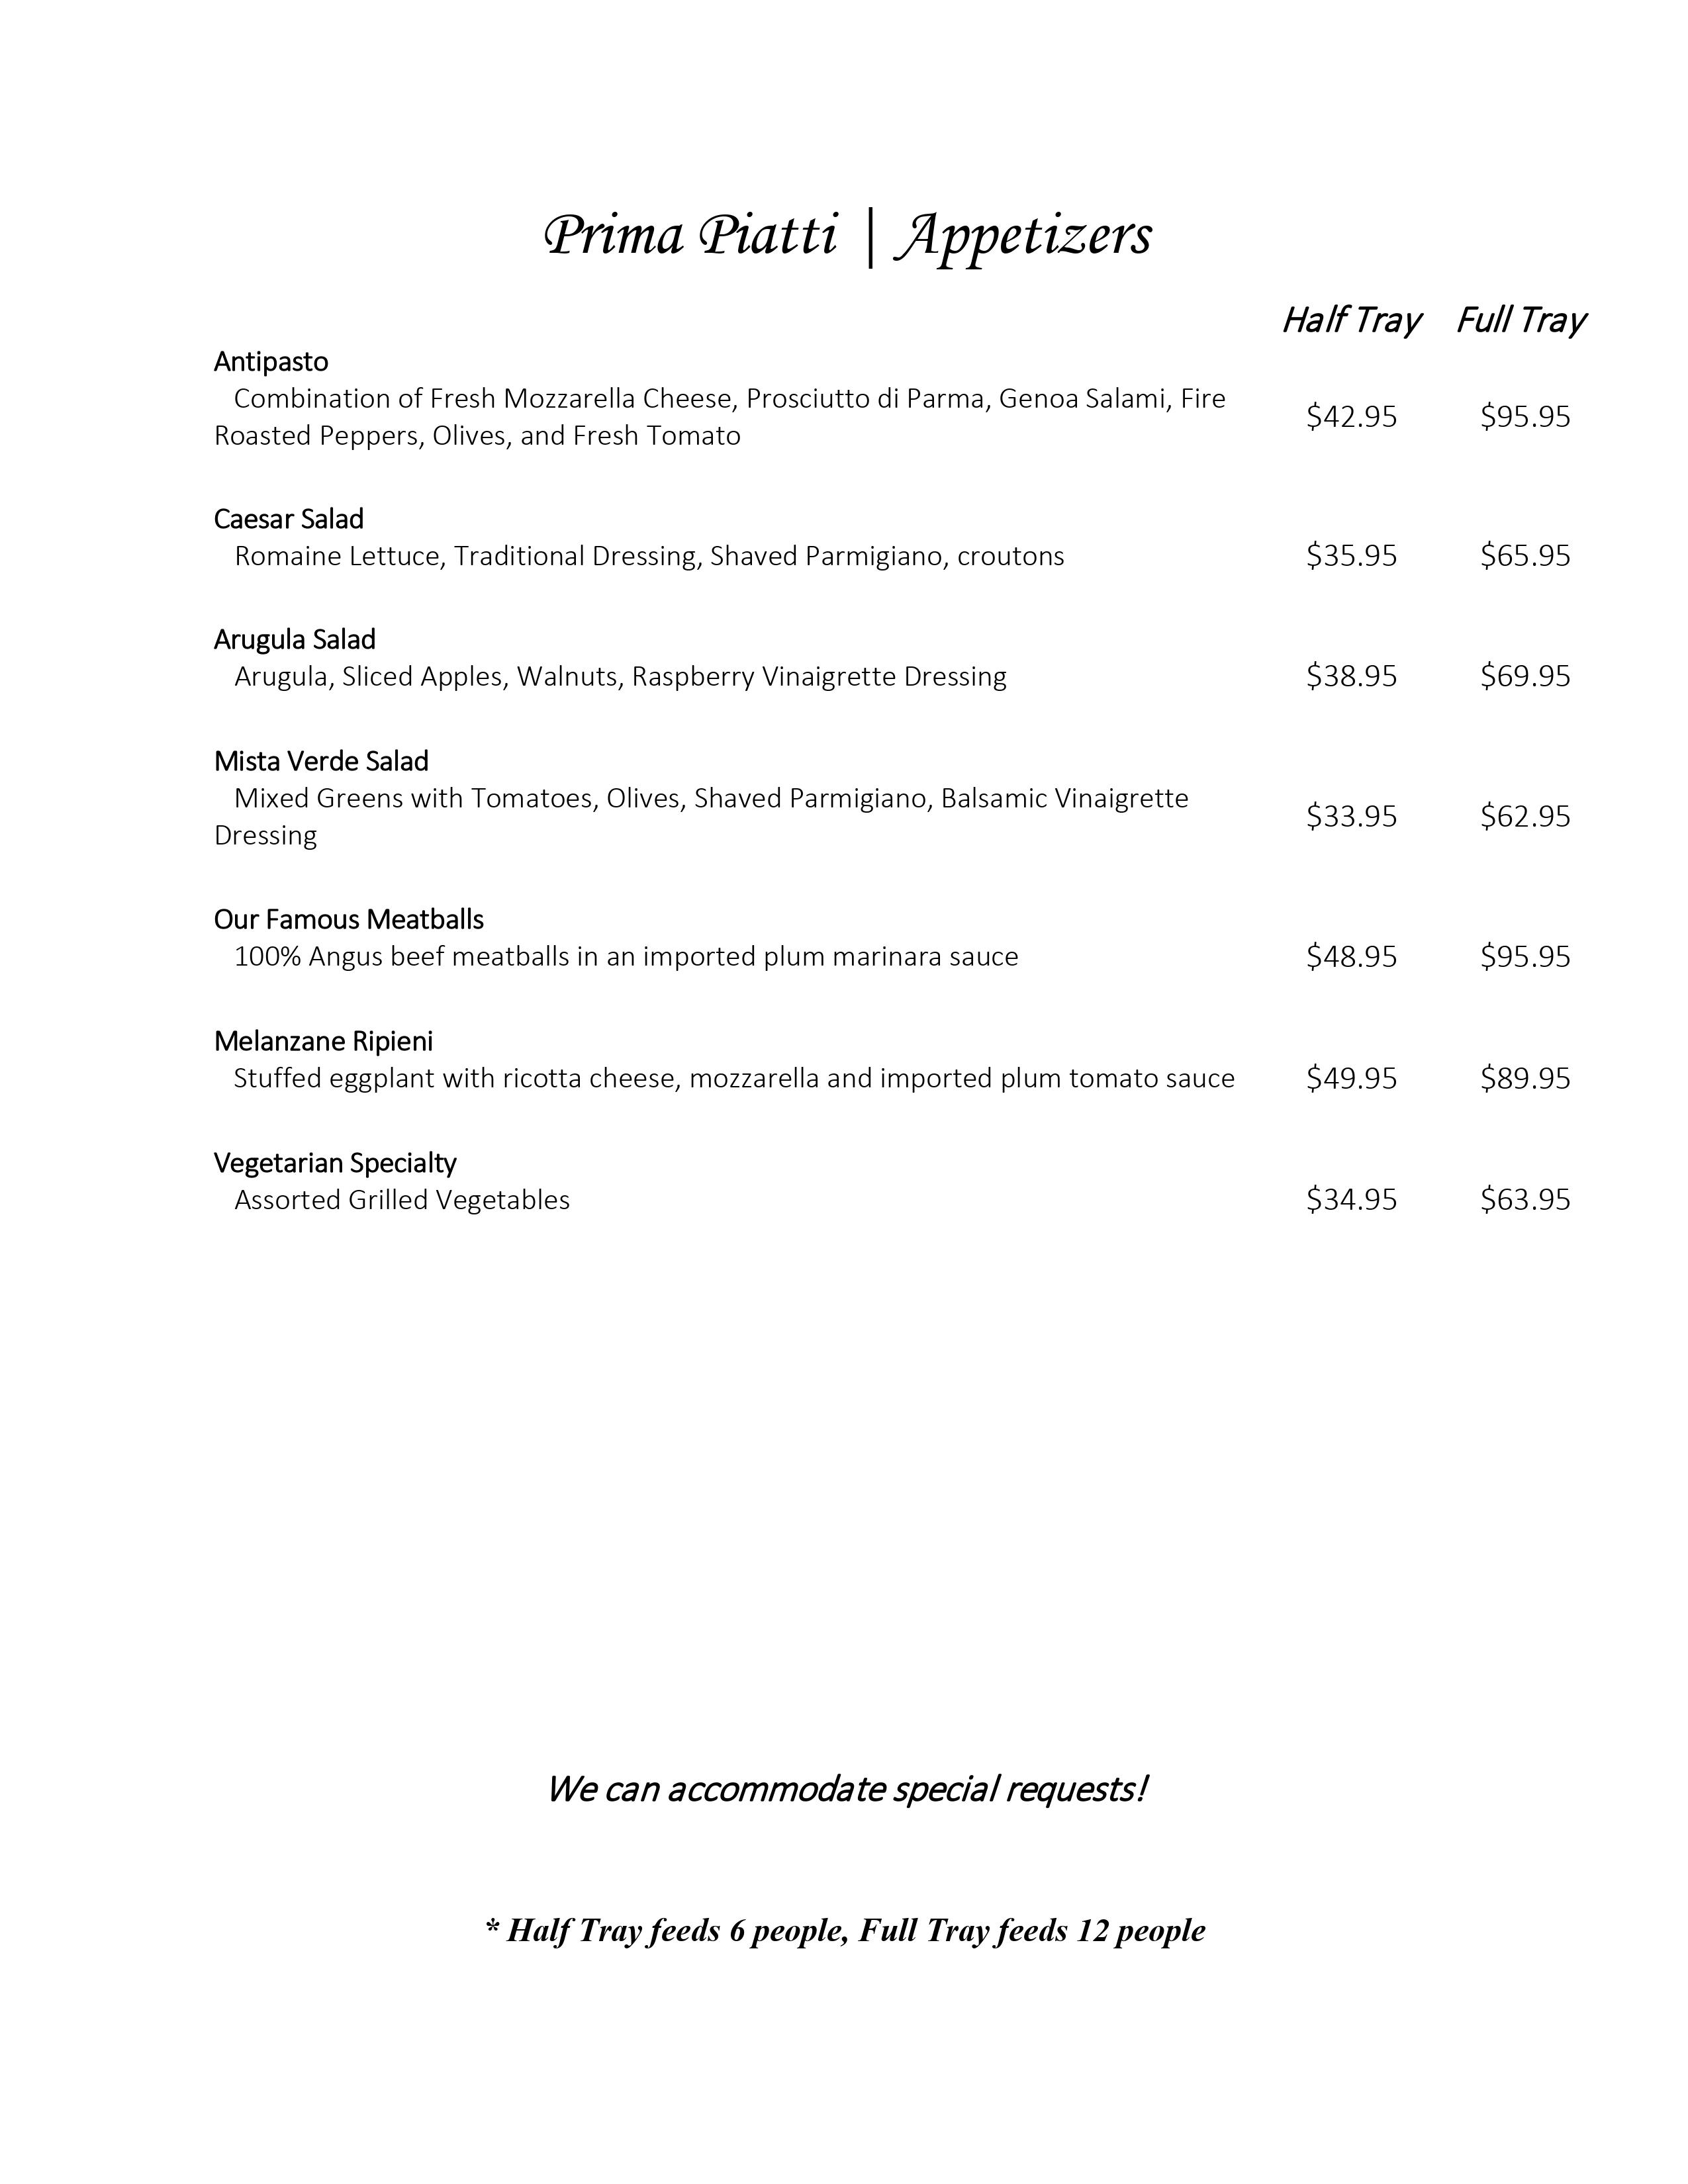 Prima Piatti | Appetizers
Half Tray Full Tray
Antipasto
Combination of Fresh Mozzarella Cheese, Prosciutto di Parma, Genoa Salami, Fire
Roasted Peppers, Olives, and Fresh Tomato
$42.95 $95.95
Caesar Salad
Romaine Lettuce, Traditional Dressing, Shaved Parmigiano, croutons $35.95 $65.95
Arugula Salad
Arugula, Sliced Apples, Walnuts, Raspberry Vinaigrette Dressing $38.95 $69.95
Mista Verde Salad
Mixed Greens with Tomatoes, Olives, Shaved Parmigiano, Balsamic Vinaigrette
Dressing
$33.95 $62.95
Our Famous Meatballs
100% Angus beef meatballs in an imported plum marinara sauce $48.95 $95.95
Melanzane Ripieni
Stuffed eggplant with ricotta cheese, mozzarella and imported plum tomato sauce $49.95 $89.95
Vegetarian Specialty
Assorted Grilled Vegetables $34.95 $63.95
We can accommodate special requests!
* Half Tray feeds 6 people, Full Tray feeds 12 people